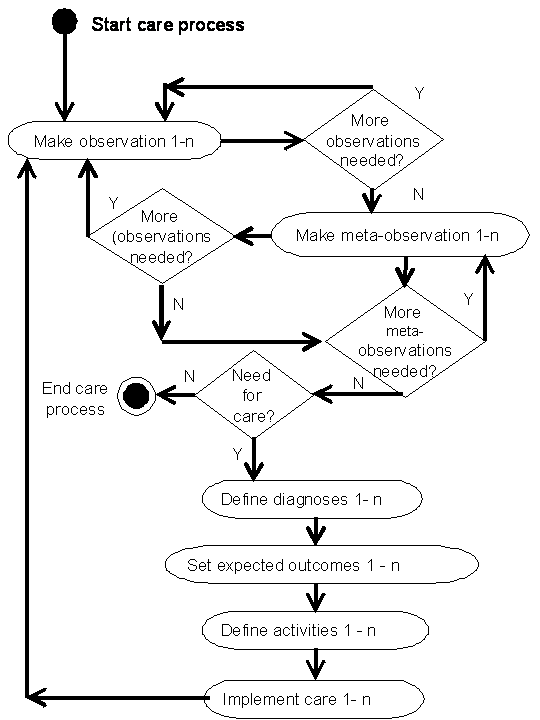 Start care process
Y
Make observation 1-n
More
observations
needed?
N
Y
More
(observations
needed?
Make meta-observation 1-n
N
More
meta-
observations
needed?
Y
End care
process
N
Need
for
care?
N
Y
Define diagnoses 1- n
Set expected outcomes 1 - n
Define activities 1 - n
Implement care 1- n